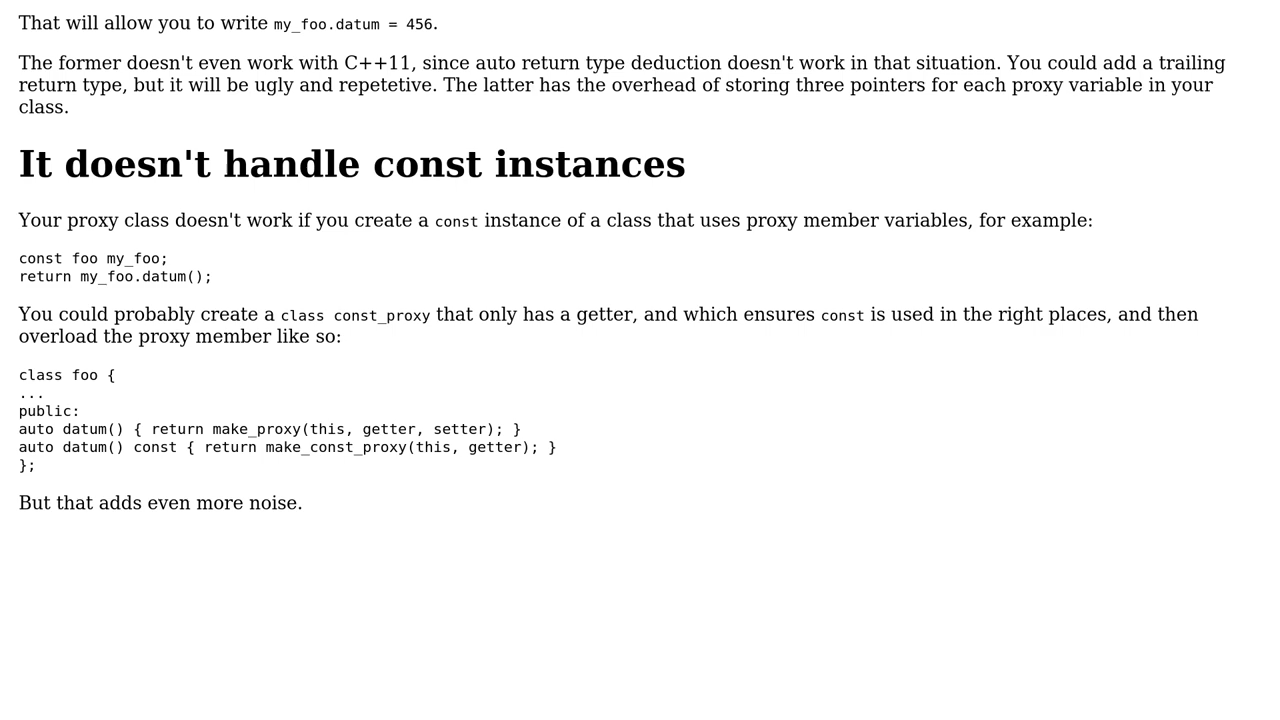 That will allow you to write my_foo.datum = 456.
The former doesn't even work with C++11, since auto return type deduction doesn't work in that situation. You could add a trailing
return type, but it will be ugly and repetetive. The latter has the overhead of storing three pointers for each proxy variable in your
class.
It doesn't handle const instances
Your proxy class doesn't work if you create a const instance of a class that uses proxy member variables, for example:
const foo my_foo;
return my_foo.datum();
You could probably create a class const_proxy that only has a getter, and which ensures const is used in the right places, and then
overload the proxy member like so:
class foo {
...
public:
auto datum() { return make_proxy(this, getter, setter); }
auto datum() const { return make_const_proxy(this, getter); }
};
But that adds even more noise.